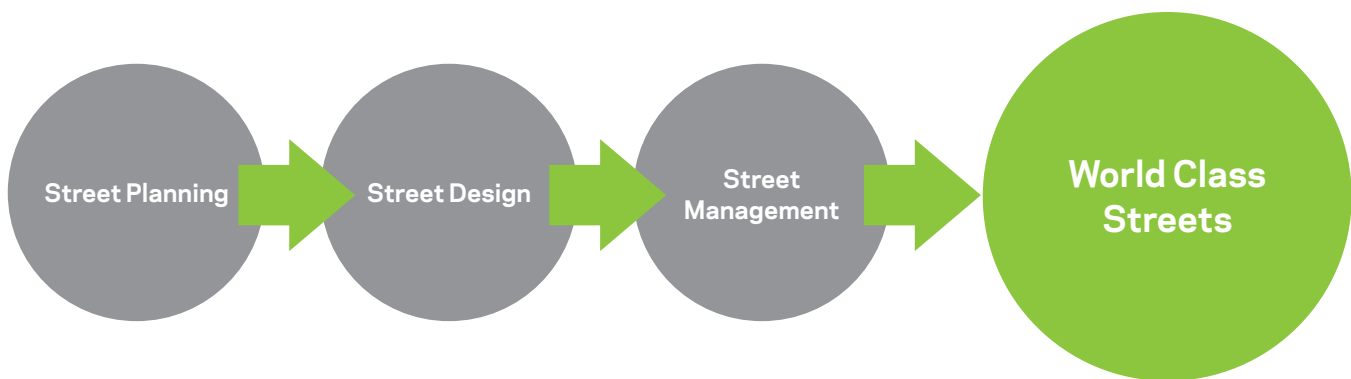 Street Planning
Street Design
Street
Management
World Class
Streets